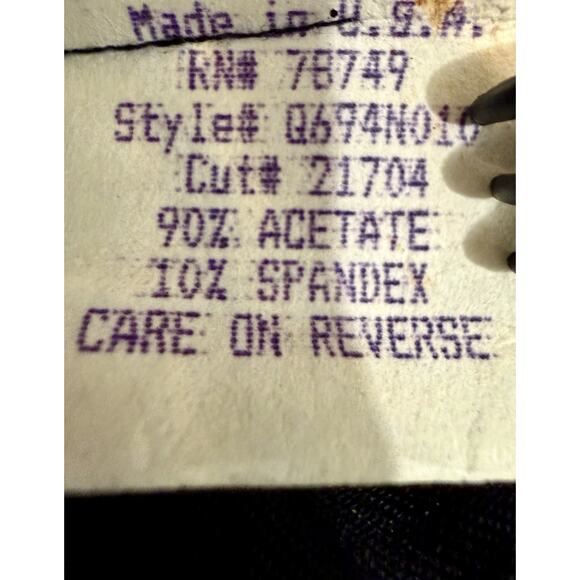 Made in U.S.A.
RN# 78749
Style# Q694N010
Cut# 21704
90% ACETATE
10% SPANDEX
CARE ON REVERSE